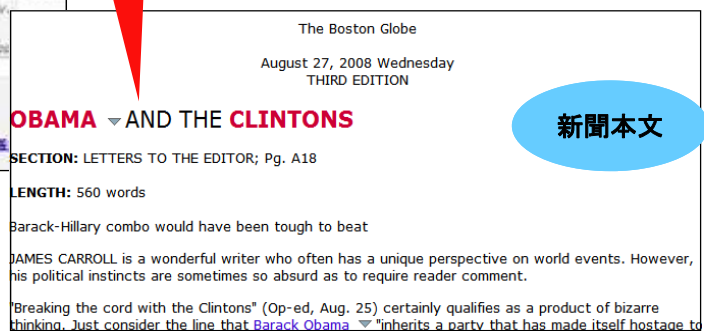 The Boston Globe
August 27, 2008 Wednesday
THIRD EDITION
OBAMA AND THE CLINTONS
新聞本文
SECTION: LETTERS TO THE EDITOR; Pg. A18
LENGTH: 560 words
Barack-Hillary combo would have been tough to beat
JAMES CARROLL is a wonderful writer who often has a unique perspective on world events. However,
his political instincts are sometimes so absurd as to require reader comment.
"Breaking the cord with the Clintons" (Op-ed, Aug. 25) certainly qualifies as a product of bizarre
thinking. Just consider the line that Barack Obama "inherits a party that has made itself hostage to